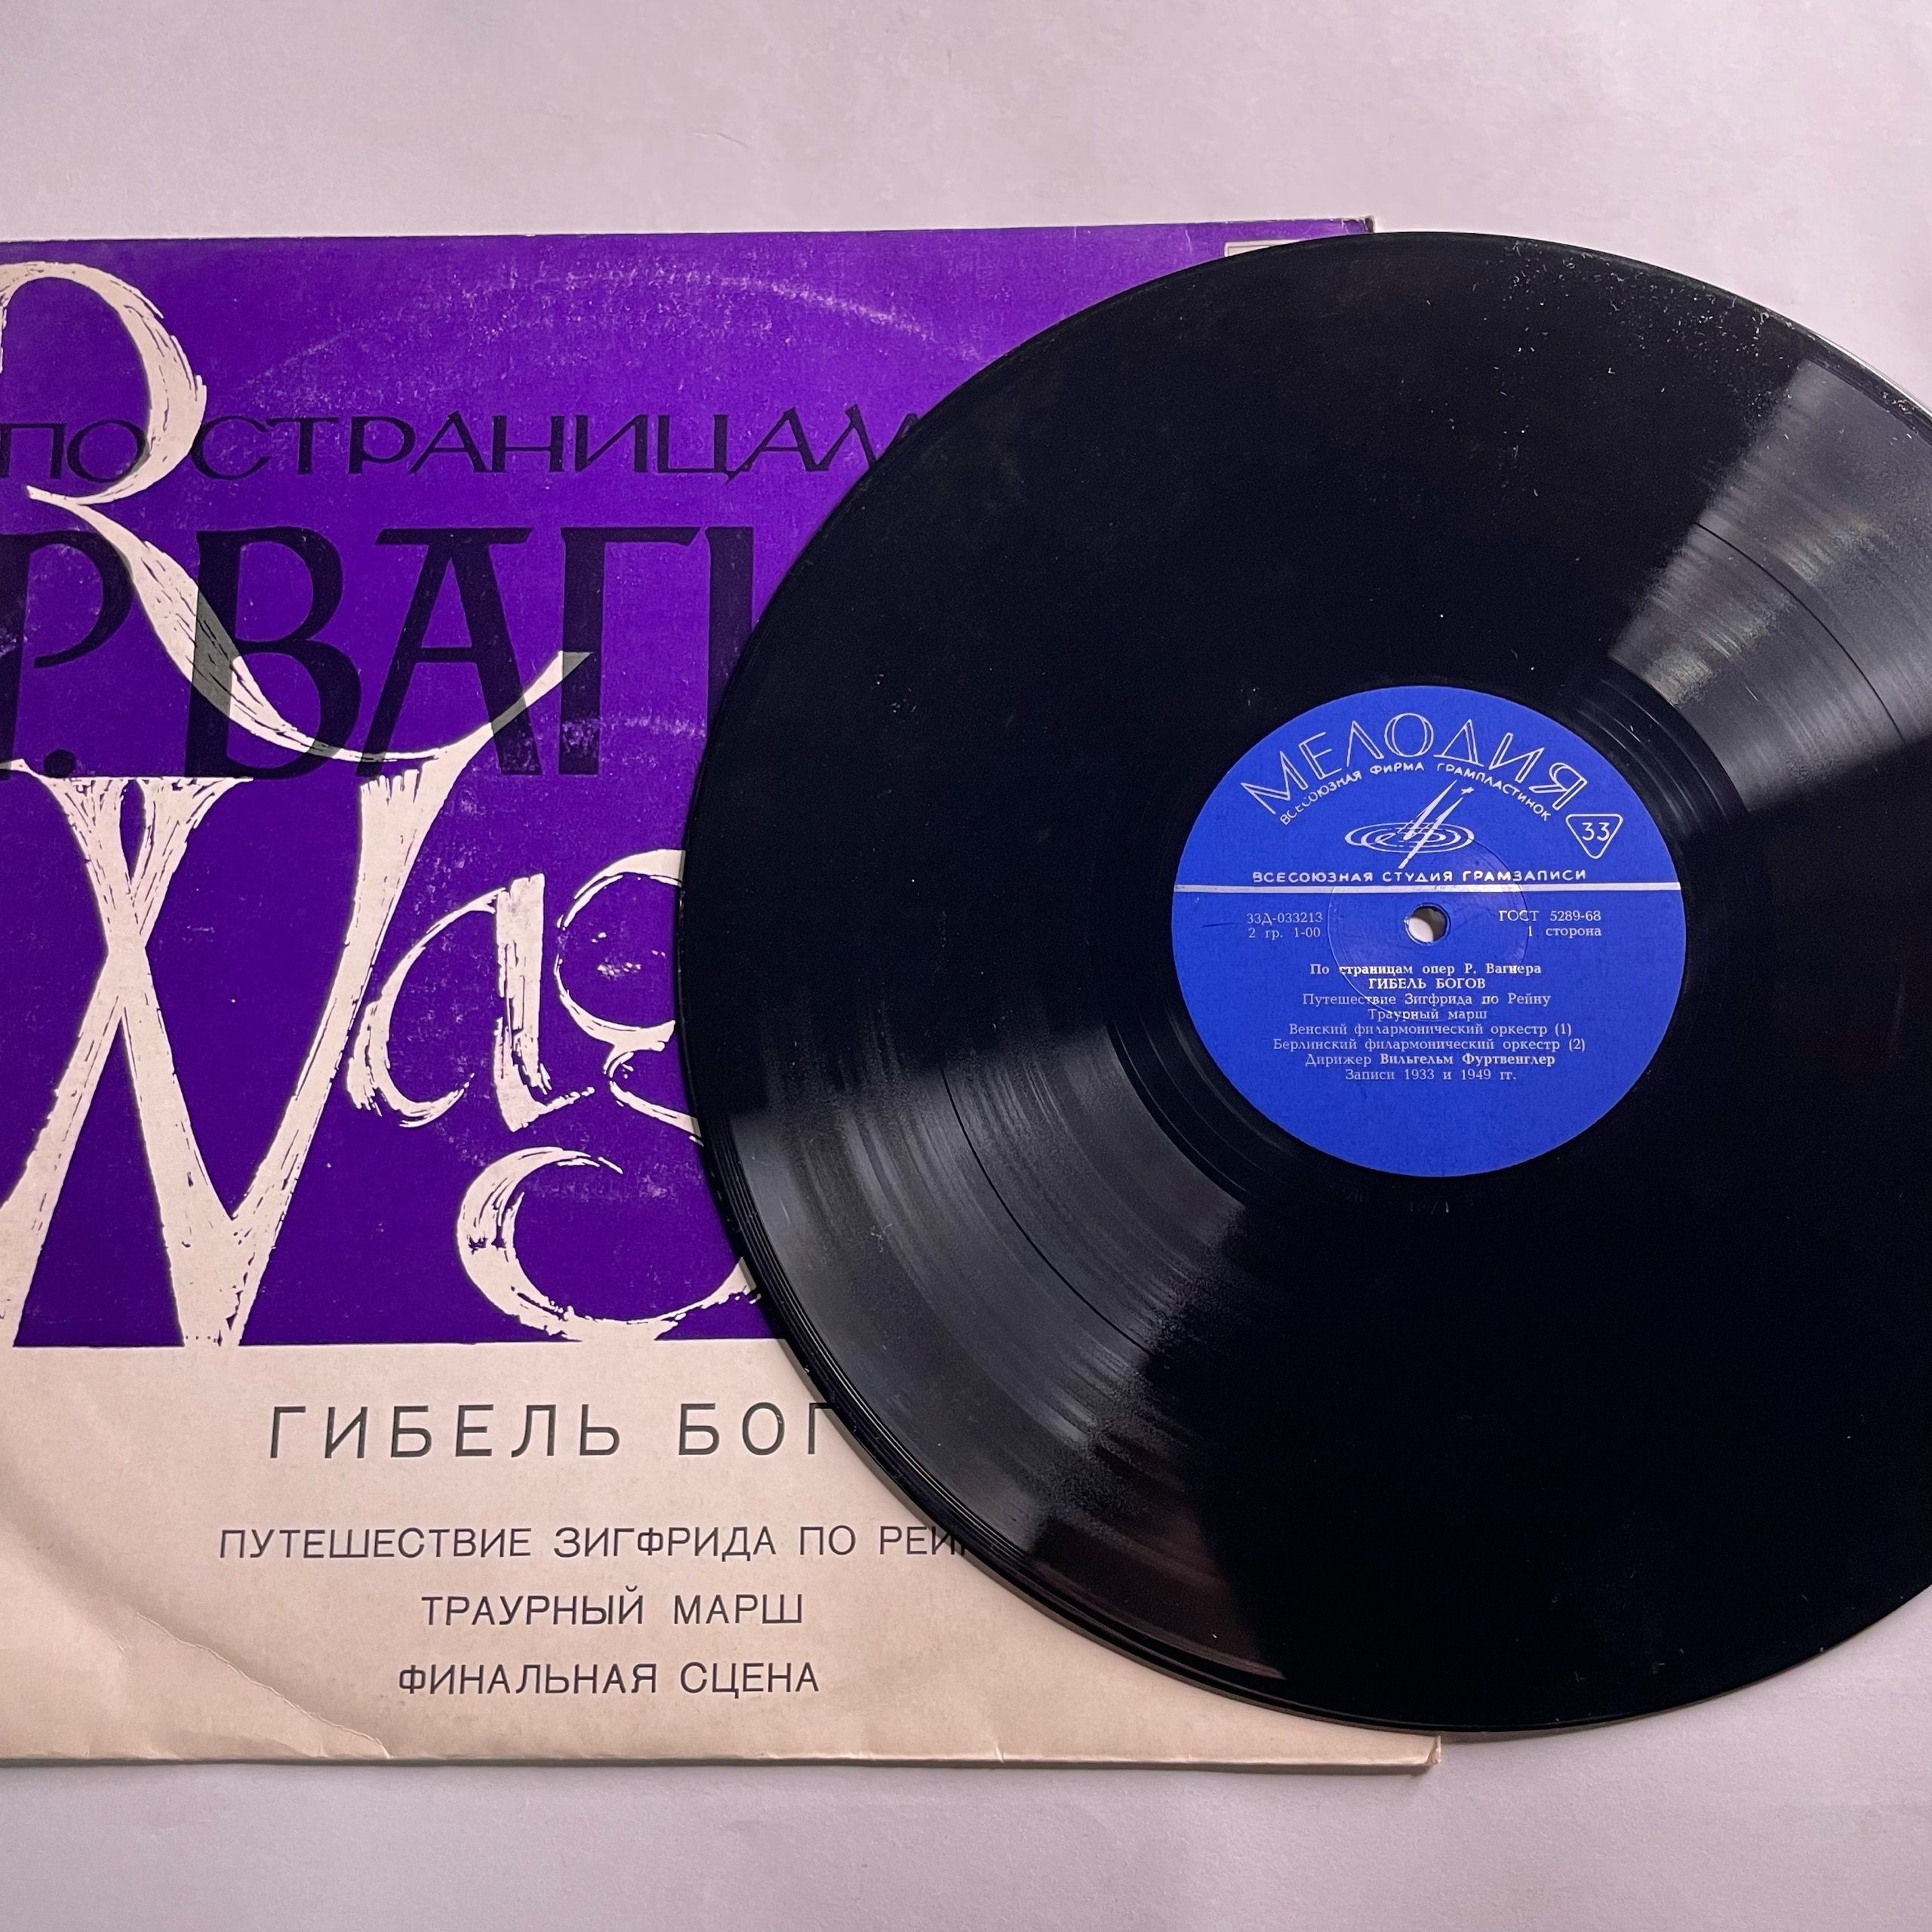 ПО СТРАНИЦАМ
Р. ВАГ
R Wag
ГИБЕЛЬ БОГ
ПУТЕШЕСТВИЕ ЗИГФРИДА ПО РЕЙ
ТРАУРНЫЙ МАРШ
ФИНАЛЬНАЯ СЦЕНА
МЕЛОДИЯ
ВСЕСОЮЗНАЯ ФИРМА ГРАМПЛАСТИНОК
33
ВСЕСОЮЗНАЯ СТУДИЯ ГРАМЗАПИСИ
33Д-033213 ГОСТ 5289-68
2 гр. 1-00 1 сторона
По страницам опер Р. Вагнера
ГИБЕЛЬ БОГОВ
Путешествие Зигфрида по Рейну
Траурный марш
Венский филармонический оркестр (1)
Берлинский филармонический оркестр (2)
Дирижер Вильгельм Фуртвенглер
Записи 1933 и 1949 гг.